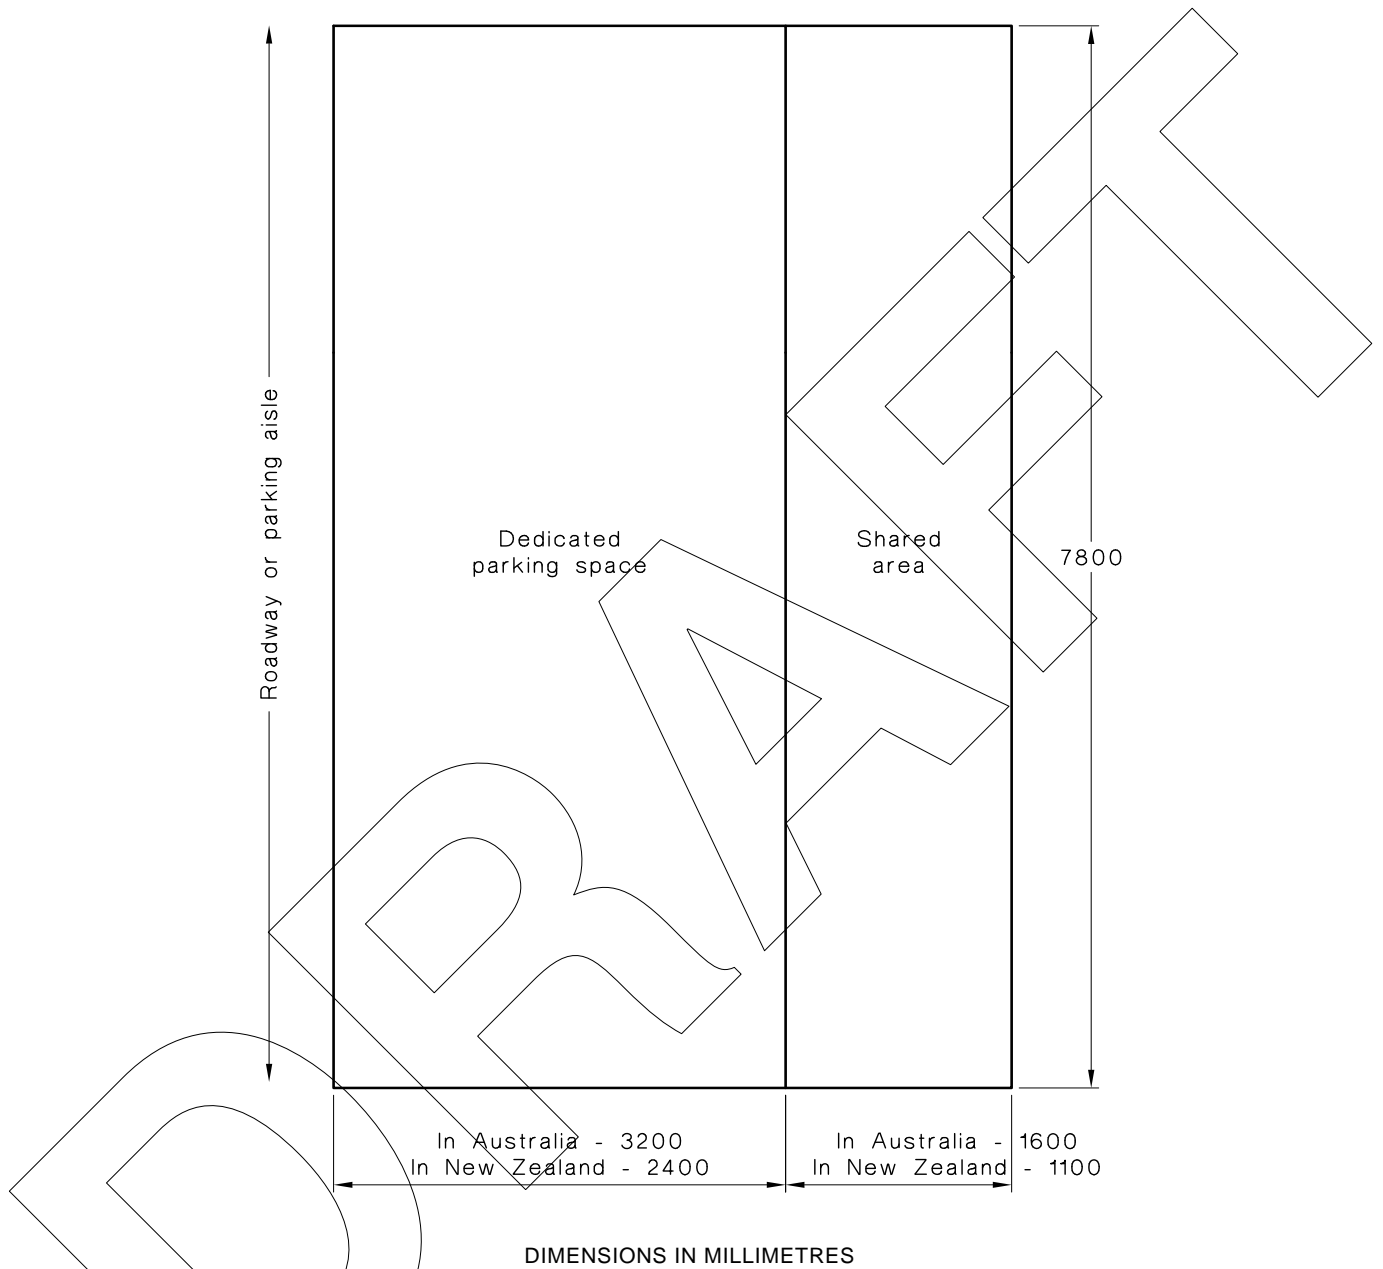 Roadway or parking aisle
Dedicated
parking space
Shared
area
7800
In Australia - 3200
In New Zealand - 2400
In Australia - 1600
In New Zealand - 1100
DIMENSIONS IN MILLIMETRES
DRAFT